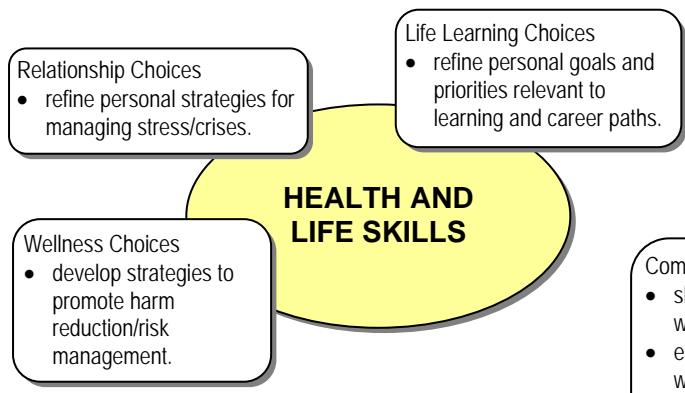 Life Learning Choices
• refine personal goals and
priorities relevant to
learning and career paths.
Relationship Choices
• refine personal strategies for
managing stress/crises.
HEALTH AND
LIFE SKILLS
Wellness Choices
• develop strategies to
promote harm
reduction/risk
management.
Com
•
•